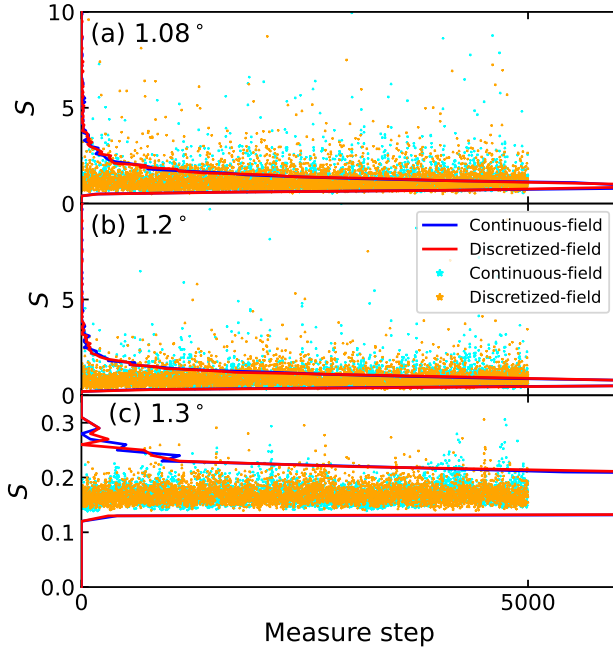 10
(a) 1.08°
S
5
0
(b) 1.2°
S
5
0
Continuous-field
Discretized-field
Continuous-field
Discretized-field
(c) 1.3°
0.3
S
0.2
0.1
0.0
0
5000
Measure step